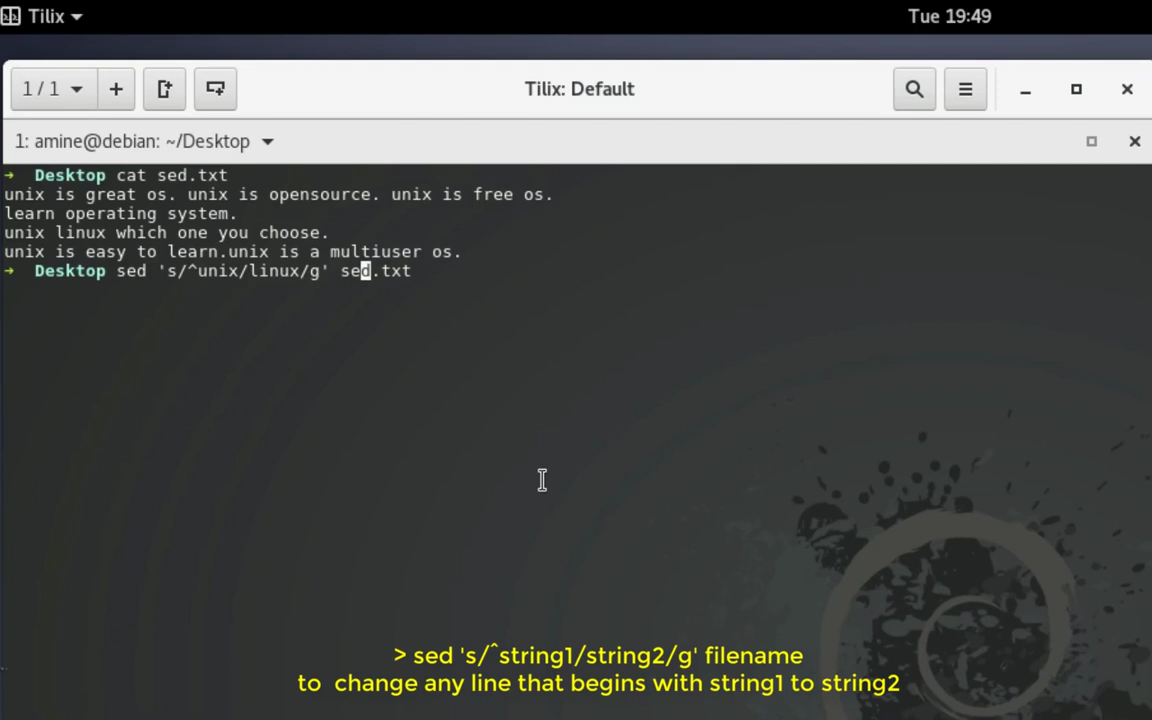 Tilix
Tue 19:49
1 / 1
Tilix: Default
1: amine@debian: ~/Desktop
➜ Desktop cat sed.txt
unix is great os. unix is opensource. unix is free os.
learn operating system.
unix linux which one you choose.
unix is easy to learn.unix is a multiuser os.
➜ Desktop sed 's/^unix/linux/g' sed.txt
> sed 's/^string1/string2/g' filename
to change any line that begins with string1 to string2